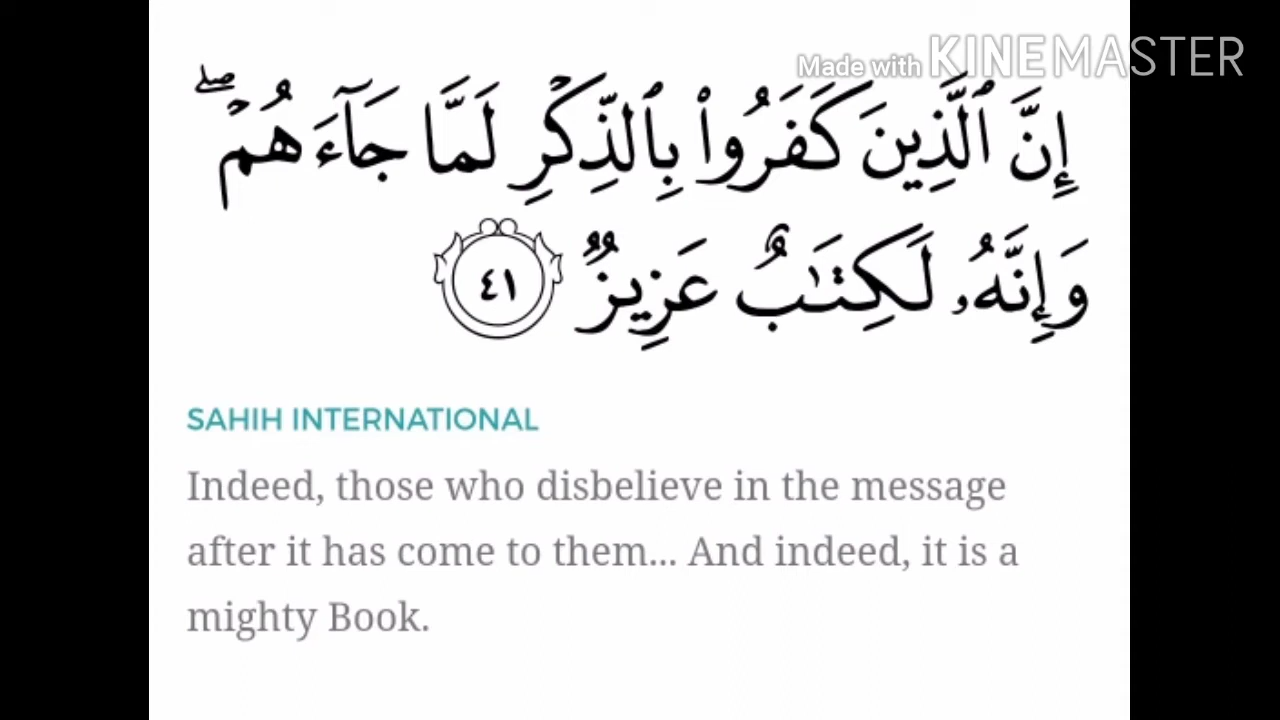 Made with KINEMASTER
إِنَّ ٱلَّذِينَ كَفَرُوا۟ بِٱلذِّكْرِ لَمَّا جَآءَهُمْ ۖ
وَإِنَّهُۥ لَكِتَـٰبٌ عَزِيزٌ ٤١
SAHIH INTERNATIONAL
Indeed, those who disbelieve in the message
after it has come to them... And indeed, it is a
mighty Book.